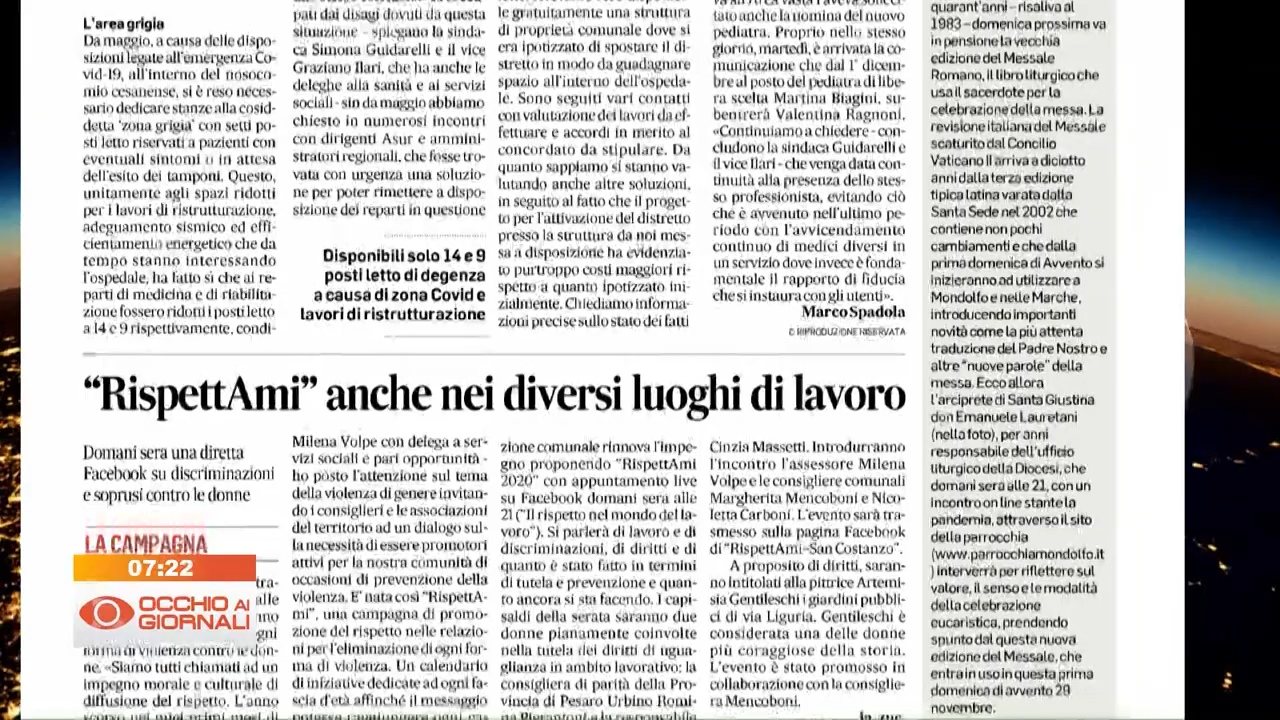 L'area grigia
Da maggio, a causa delle dispo-
sizioni legate all'emergenza Co-
vid-19, all'interno del nosoco-
mio cesanense, si è reso neces-
sario dedicare stanze alla cosid-
detta 'zona grigia' con setti po-
sti letto riservati a pazienti con
eventuali sintomi o in attesa
dell'esito dei tamponi. Questo,
unitamente agli spazi ridotti
per i lavori di ristrutturazione,
adeguamento sismico ed effi-
cientamento energetico che da
tempo stanno interessando
l'ospedale, ha fatto sì che ai re-
parti di medicina e di riabilita-
zione fossero ridotti i posti letto
a 14 e 9 rispettivamente, condi-
pati dai disagi dovuti da questa
situazione - spiegano la sinda-
ca Simona Guidarelli e il vice
Graziano Ilari, che ha anche le
deleghe alla sanità e ai servizi
sociali - sin da maggio abbiamo
chiesto in numerosi incontri
con dirigenti Asur e ammini-
stratori regionali, che fosse tro-
vata con urgenza una soluzio-
ne per poter rimettere a dispo-
sizione dei reparti in questione
Disponibili solo 14 e 9
posti letto di degenza
a causa di zona Covid e
lavori di ristrutturazione
le gratuitamente una struttura
di proprietà comunale dove si
era ipotizzato di spostare il di-
stretto in modo da guadagnare
spazio all'interno dell'ospeda-
le. Sono seguiti vari contatti
con valutazione dei lavori da ef-
fettuare e accordi in merito al
concordato da stipulare. Da
quanto sappiamo si stanno va-
lutando anche altre soluzioni,
in seguito al fatto che il proget-
to per l'attivazione del distretto
presso la struttura da noi mes-
sa a disposizione ha evidenzia-
to purtroppo costi maggiori ri-
spetto a quanto ipotizzato ini-
zialmente. Chiediamo informa-
zioni precise sullo stato dei fatti
tato anche la nomina del nuovo
pediatra. Proprio nello stesso
giorno, martedì, è arrivata la co-
municazione che dal 1° dicem-
bre al posto del pediatra di libe-
ra scelta Martina Biagini, su-
bentrerà Valentina Ragnoni.
«Continuiamo a chiedere - con-
cludono la sindaca Guidarelli e
il vice Ilari - che venga data con-
tinuità alla presenza dello stes-
so professionista, evitando ciò
che è avvenuto nell'ultimo pe-
riodo con l'avvicendamento
continuo di medici diversi in
un servizio dove invece è fonda-
mentale il rapporto di fiducia
che si instaura con gli utenti».
Marco Spadola
© RIPRODUZIONE RISERVATA
quarant'anni - risaliva al
1983 - domenica prossima va
in pensione la vecchia
edizione del Messale
Romano, il libro liturgico che
usa il sacerdote per la
celebrazione della messa. La
revisione italiana del Messale
scaturito dal Concilio
Vaticano II arriva a diciotto
anni dalla terza edizione
tipica latina varata dalla
Santa Sede nel 2002 che
contiene non pochi
cambiamenti e che dalla
prima domenica di Avvento si
inizieranno ad utilizzare a
Mondolfo e nelle Marche,
introducendo importanti
novità come la più attenta
traduzione del Padre Nostro e
altre "nuove parole" della
messa. Ecco allora
l'arciprete di Santa Giustina
don Emanuele Lauretani
(nella foto), per anni
responsabile dell'ufficio
liturgico della Diocesi, che
domani sera alle 21, con un
incontro on line stante la
pandemia, attraverso il sito
della parrocchia
(www.parrocchiamondolfo.it
) interverrà per riflettere sul
valore, il senso e le modalità
della celebrazione
eucaristica, prendendo
spunto dal questa nuova
edizione del Messale, che
entra in uso in questa prima
domenica di avvento 29
novembre.
“RispettAmi” anche nei diversi luoghi di lavoro
Domani sera una diretta
Facebook su discriminazioni
e soprusi contro le donne
LA CAMPAGNA
07:22
OCCHIO AI
GIORNALI
tra-
alle
nno
ogni
forma di violenza contro le don-
ne. «Siamo tutti chiamati ad un
impegno morale e culturale di
diffusione del rispetto. L'anno
scorso nei miei primi mesi di
Milena Volpe con delega a ser-
vizi sociali e pari opportunità -
ho posto l'attenzione sul tema
della violenza di genere invitan-
do i consiglieri e le associazioni
del territorio ad un dialogo sul-
la necessità di essere promotori
attivi per la nostra comunità di
occasioni di prevenzione della
violenza. E' nata così "RispettA-
mi", una campagna di promo-
zione del rispetto nelle relazio-
ni per l'eliminazione di ogni for-
ma di violenza. Un calendario
di iniziative dedicate ad ogni fa-
scia d'età affinché il messaggio
zione comunale rinnova l'impe-
gno proponendo "RispettAmi
2020" con appuntamento live
su Facebook domani sera alle
21 ("Il rispetto nel mondo del la-
voro"). Si parlerà di lavoro e di
discriminazioni, di diritti e di
quanto è stato fatto in termini
di tutela e prevenzione e quan-
to ancora si sta facendo. I capi-
saldi della serata saranno due
donne pianamente coinvolte
nella tutela dei diritti di ugua-
glianza in ambito lavorativo: la
consigliera di parità della Pro-
vincia di Pesaro Urbino Romi-
na Pierantoni e la responsabile
Cinzia Massetti. Introdurranno
l'incontro l'assessore Milena
Volpe e le consigliere comunali
Margherita Mencoboni e Nico-
letta Carboni. L'evento sarà tra-
smesso sulla pagina Facebook
di "RispettAmi-San Costanzo".
A proposito di diritti, saran-
no intitolati alla pittrice Artemi-
sia Gentileschi i giardini pubbli-
ci di via Liguria. Gentileschi è
considerata una delle donne
più coraggiose della storia.
L'evento è stato promosso in
collaborazione con la consiglie-
ra Mencoboni.